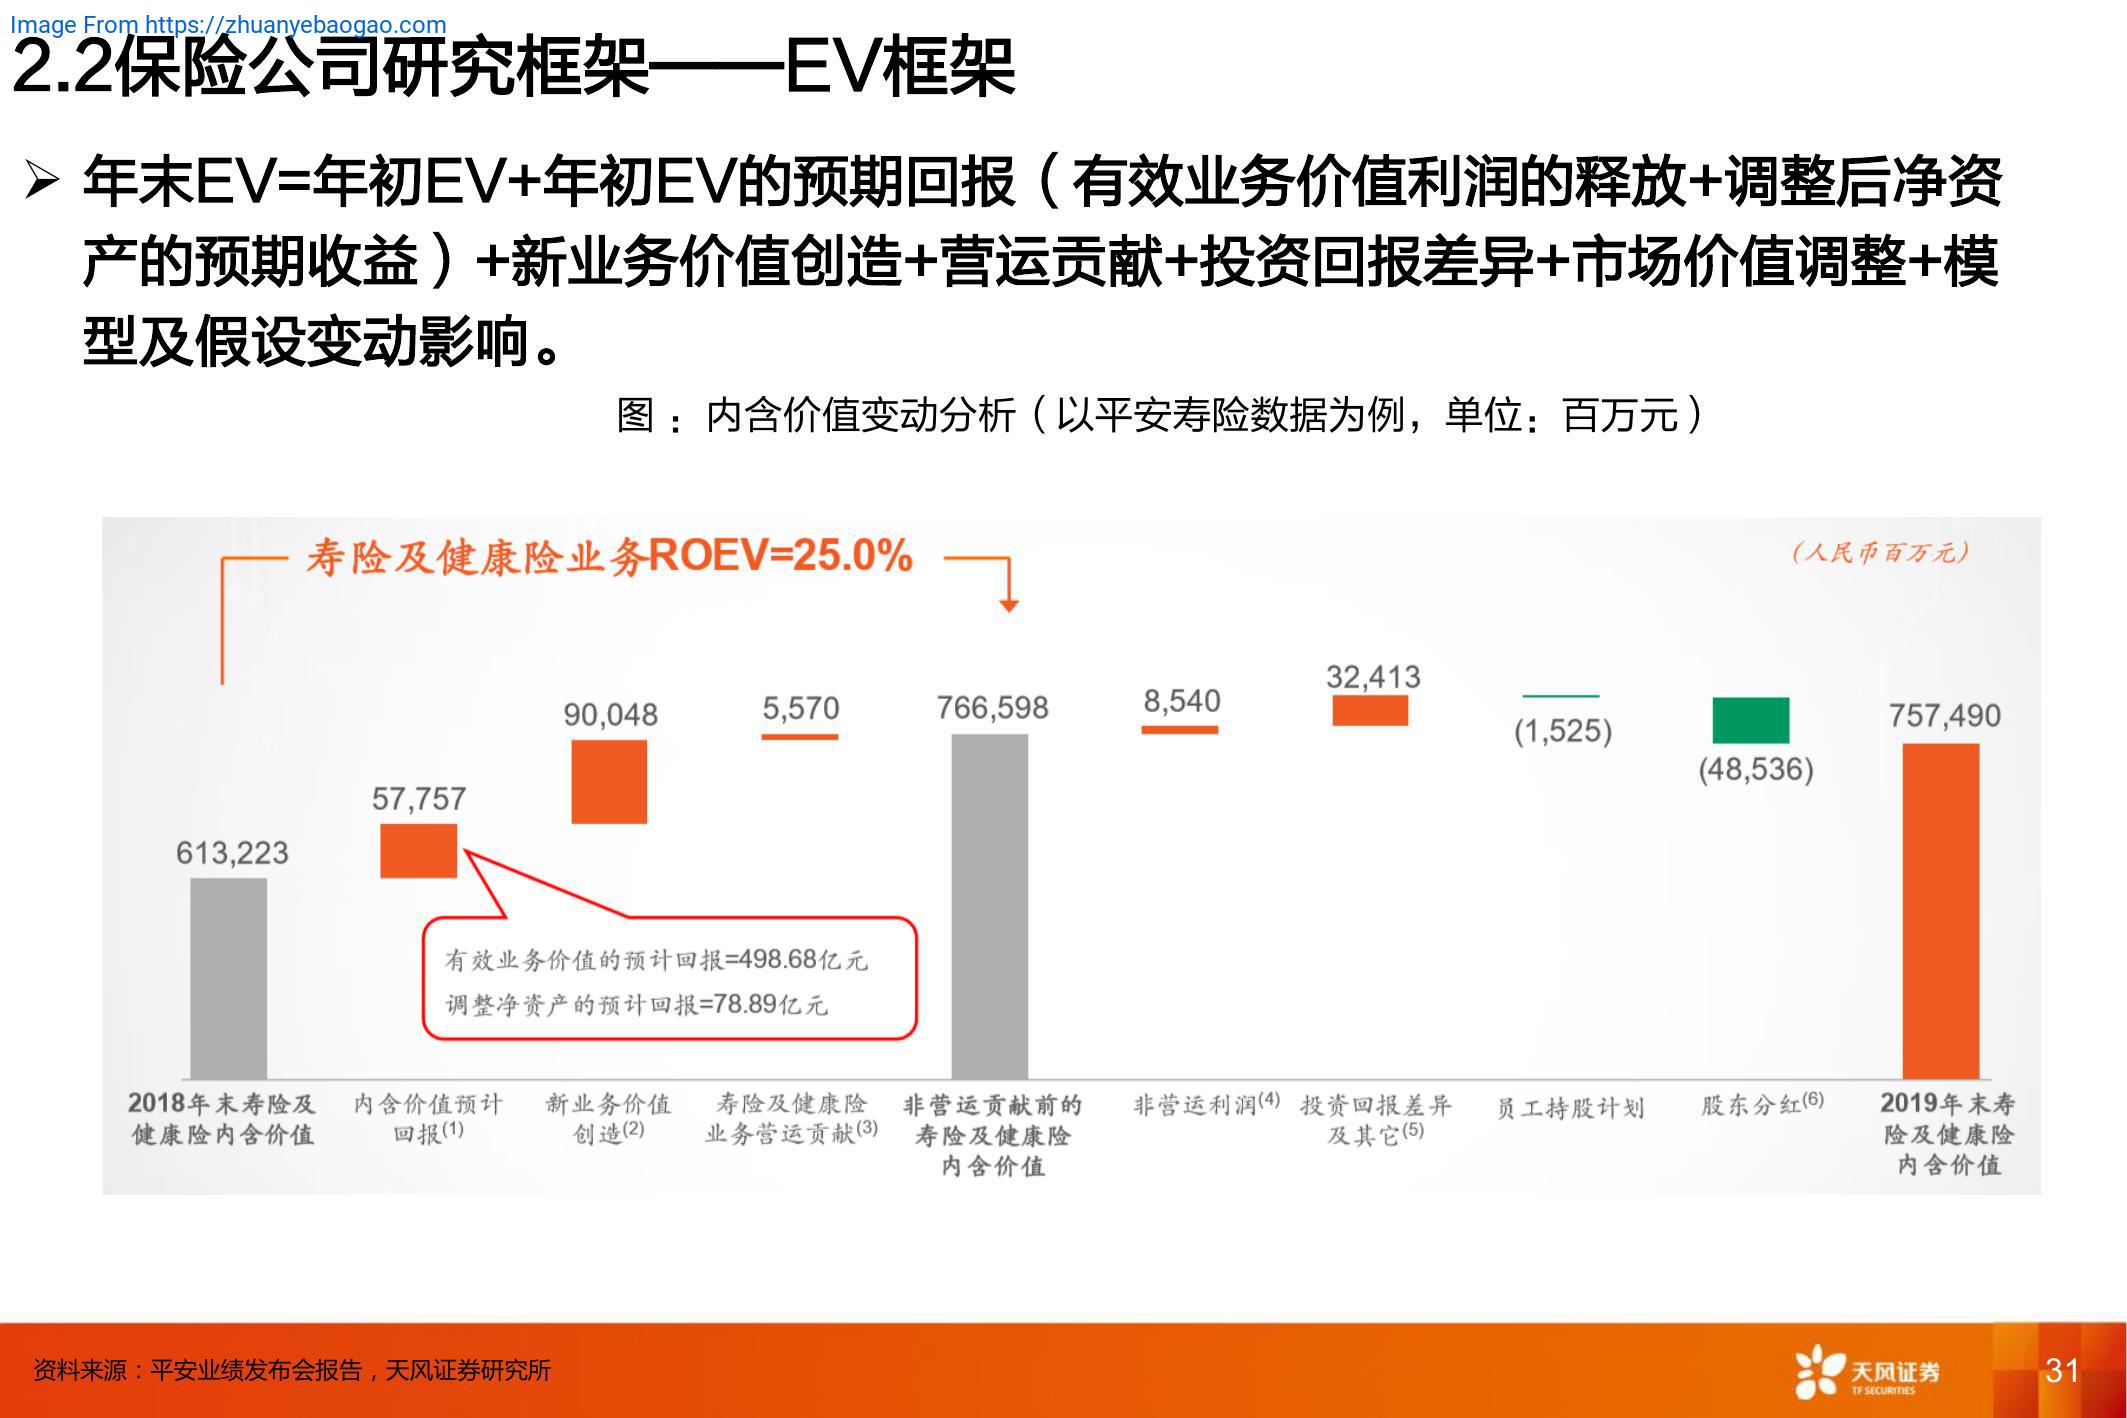 Image From https://zhuanyebaogao.com
2.2保险公司研究框架——EV框架
➢ 年末EV=年初EV+年初EV的预期回报（有效业务价值利润的释放+调整后净资
产的预期收益）+新业务价值创造+营运贡献+投资回报差异+市场价值调整+模
型及假设变动影响。
图 ：内含价值变动分析（以平安寿险数据为例，单位：百万元）
寿险及健康险业务ROEV=25.0%
（人民币百万元）
613,223
57,757
90,048
5,570
766,598
8,540
32,413
(1,525)
(48,536)
757,490
有效业务价值的预计回报=498.68亿元
调整净资产的预计回报=78.89亿元
2018年末寿险及
健康险内含价值
内含价值预计
回报(1)
新业务价值
创造(2)
寿险及健康险
业务营运贡献(3)
非营运贡献前的
寿险及健康险
内含价值
非营运利润(4)
投资回报差异
及其它(5)
员工持股计划
股东分红(6)
2019年末寿
险及健康险
内含价值
资料来源：平安业绩发布会报告，天风证券研究所
天风证券
TF SECURITIES
31